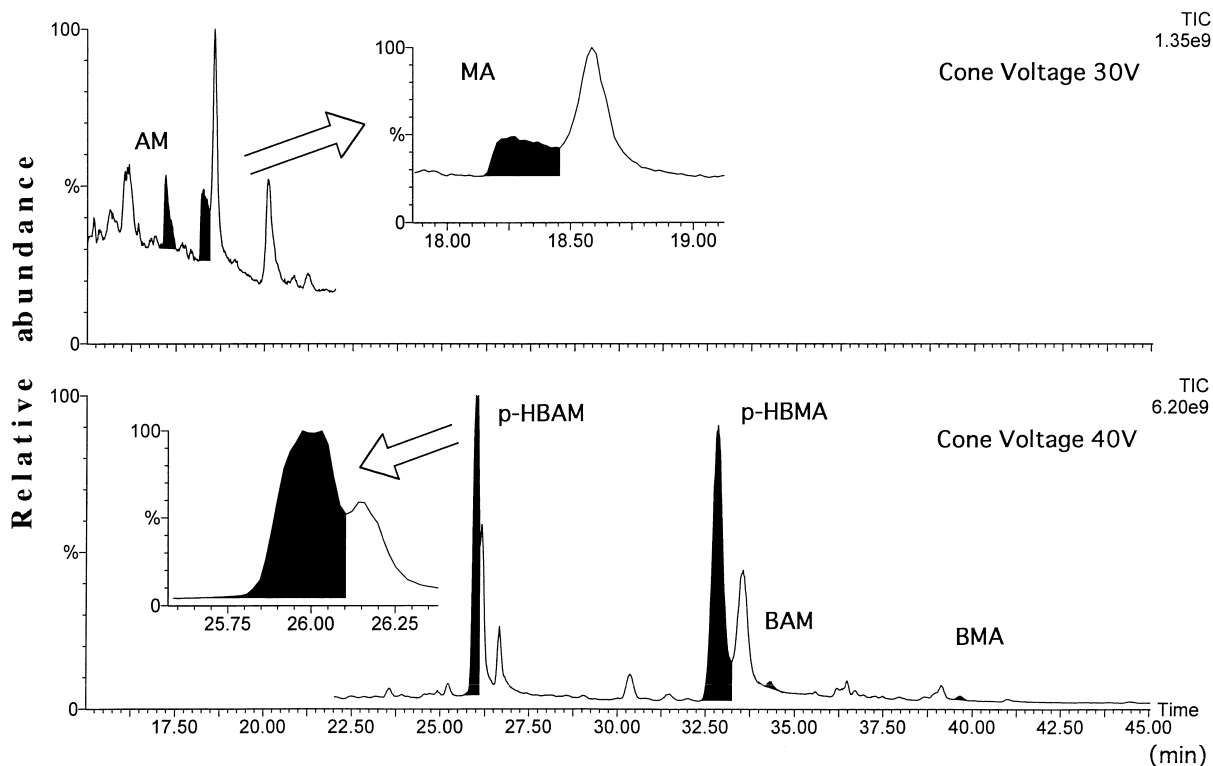 TIC
1.35e9
Cone Voltage 30V
100
%
0
AM
MA
100
%
0
18.00 18.50 19.00
Relative abundance
TIC
6.20e9
Cone Voltage 40V
100
%
0
p-HBAM
p-HBMA
BAM
BMA
100
%
0
25.75 26.00 26.25
17.50 20.00 22.50 25.00 27.50 30.00 32.50 35.00 37.50 40.00 42.50 45.00
Time
(min)